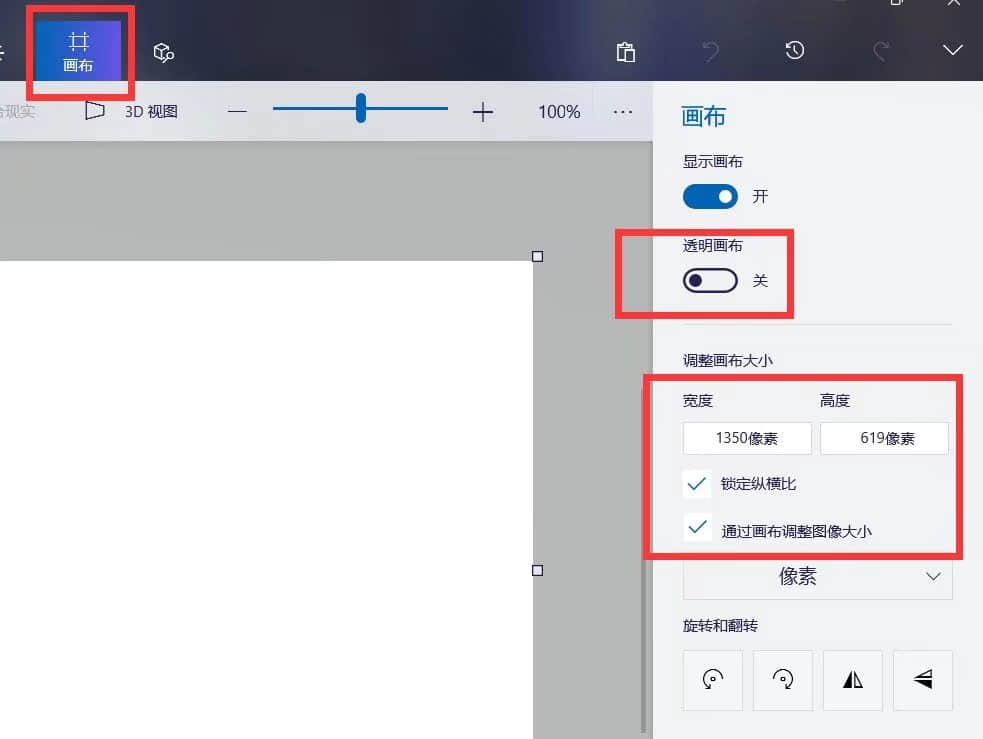 画布
合现实
3D 视图
100%
画布
显示画布
开
透明画布
关
调整画布大小
宽度 高度
1350像素 619像素
锁定纵横比
通过画布调整图像大小
像素
旋转和翻转